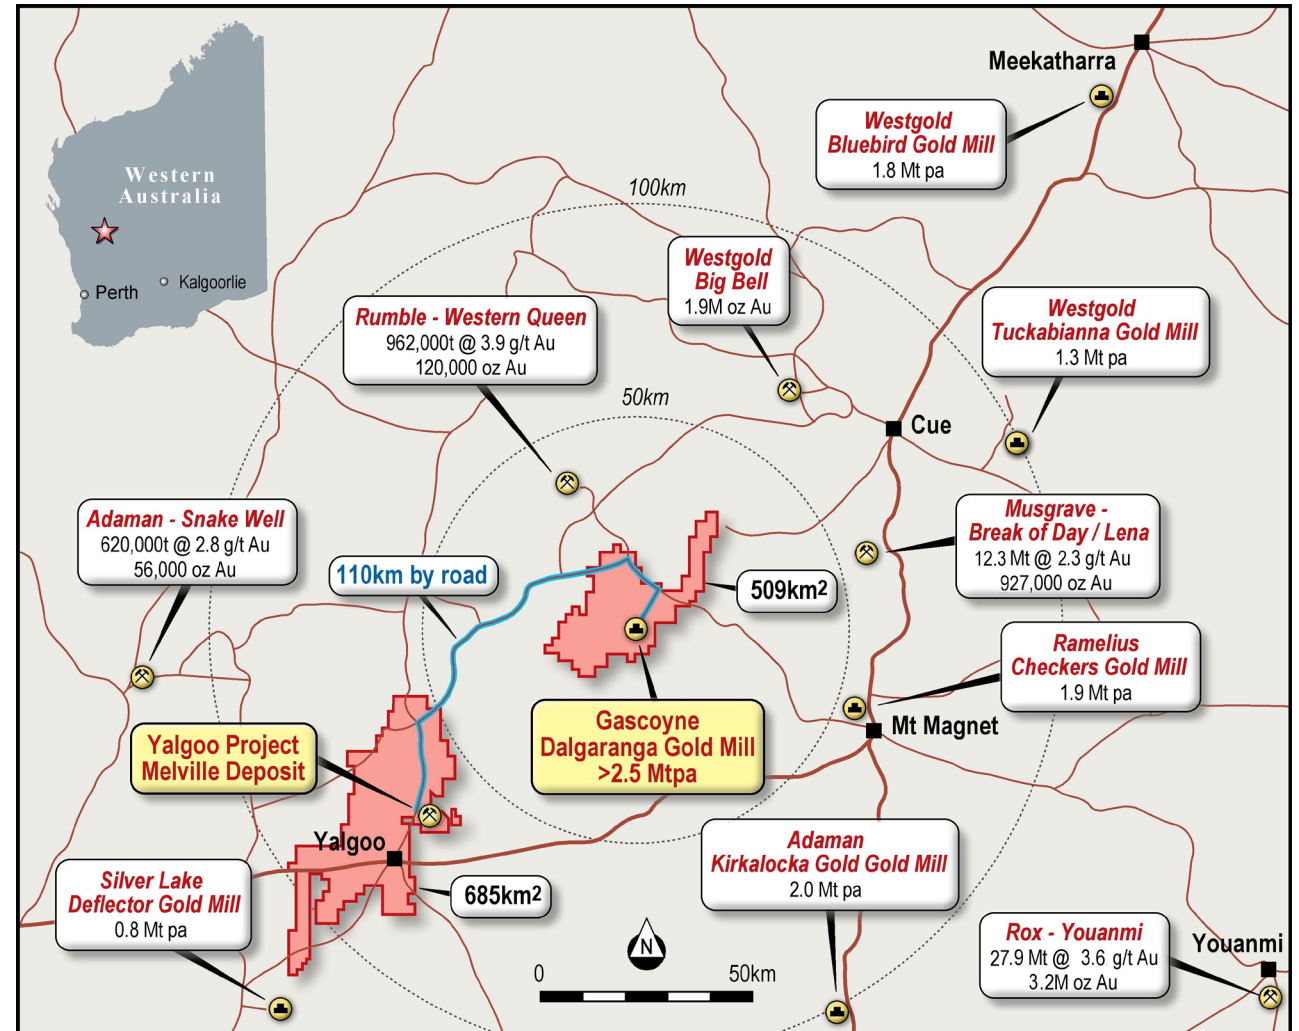 Meekatharra
Westgold
Bluebird Gold Mill
1.8 Mt pa
Western
Australia
Perth
Kalgoorlie
100km
Westgold
Big Bell
1.9M oz Au
Westgold
Tuckabianna Gold Mill
1.3 Mt pa
Rumble - Western Queen
962,000t @ 3.9 g/t Au
120,000 oz Au
50km
Cue
Adaman - Snake Well
620,000t @ 2.8 g/t Au
56,000 oz Au
Musgrave -
Break of Day / Lena
12.3 Mt @ 2.3 g/t Au
927,000 oz Au
110km by road
509km2
Ramelius
Checkers Gold Mill
1.9 Mt pa
Gascoyne
Dalgaranga Gold Mill
>2.5 Mtpa
Mt Magnet
Yalgoo Project
Melville Deposit
Yalgoo
Adaman
Kirkalocka Gold Gold Mill
2.0 Mt pa
Silver Lake
Deflector Gold Mill
0.8 Mt pa
685km2
N
0 50km
Rox - Youanmi
27.9 Mt @ 3.6 g/t Au
3.2M oz Au
Youanmi